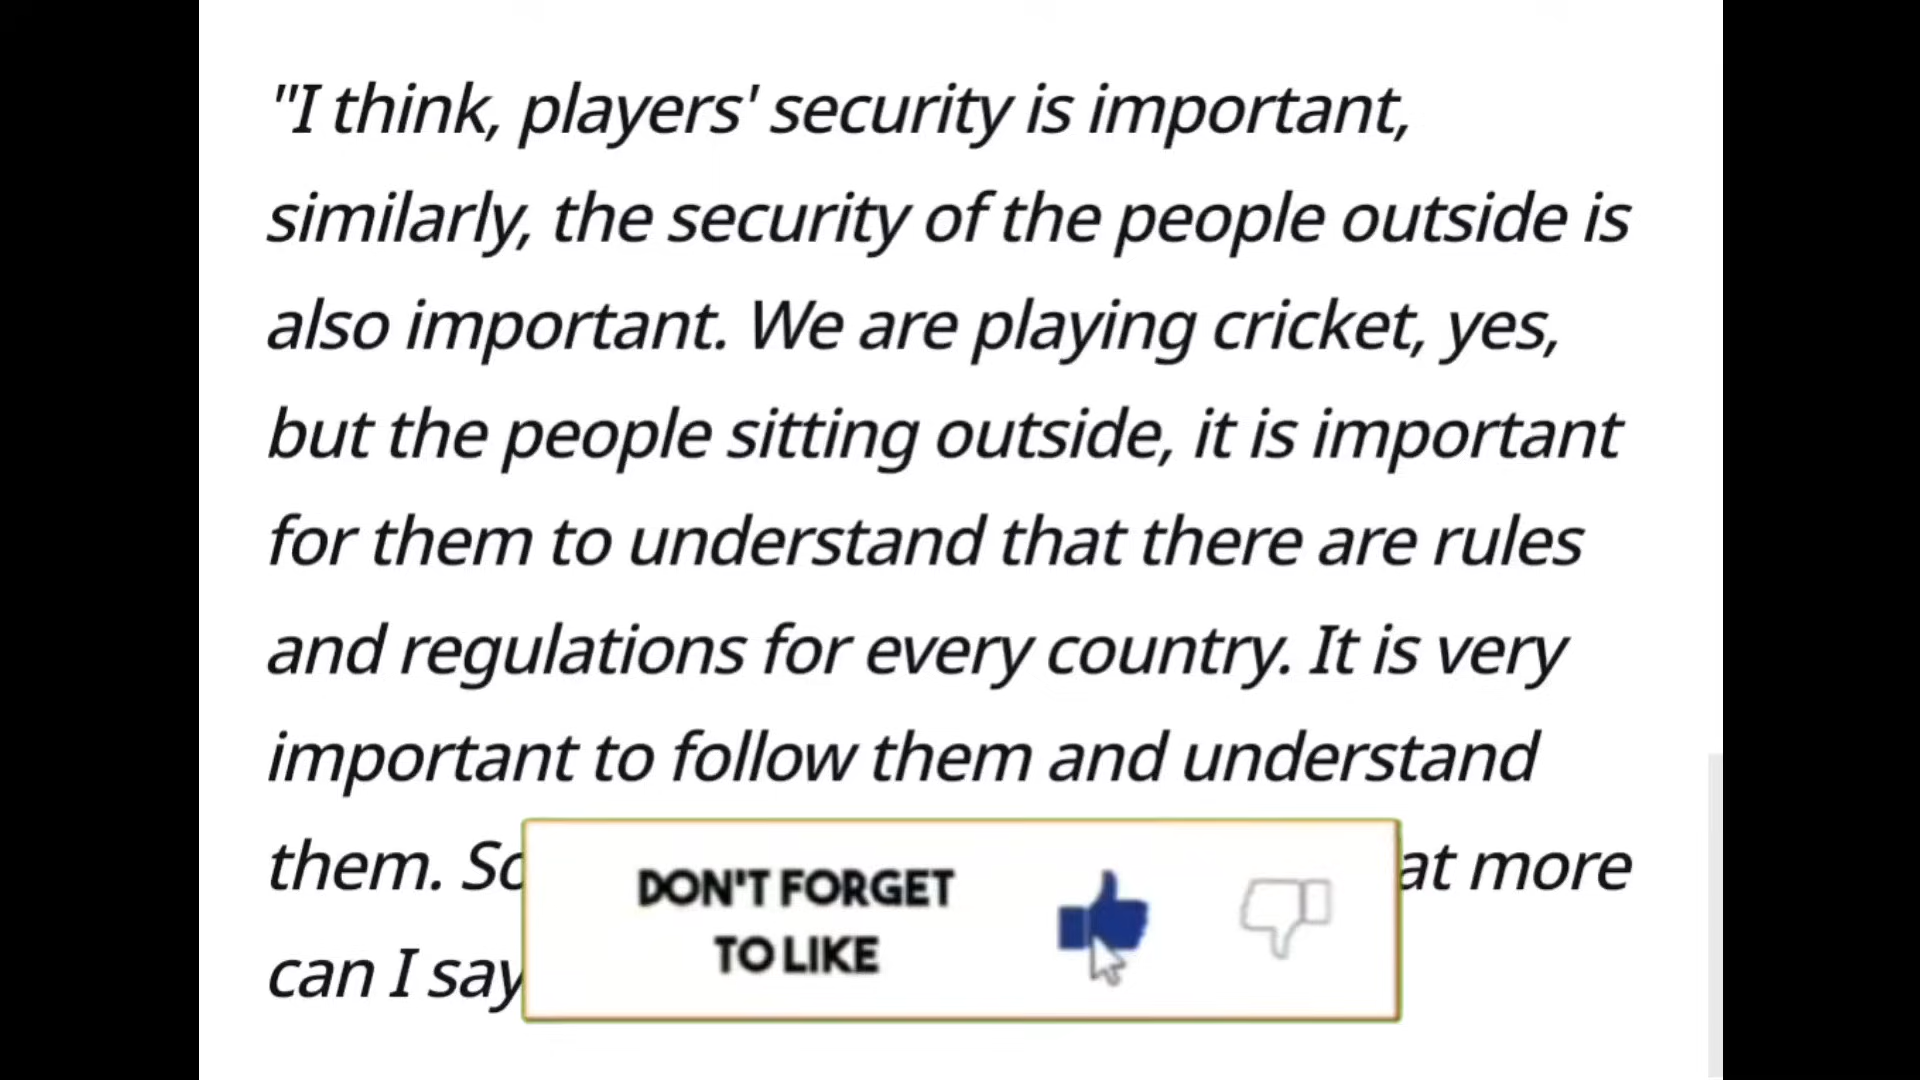 "I think, players' security is important,
similarly, the security of the people outside is
also important. We are playing cricket, yes,
but the people sitting outside, it is important
for them to understand that there are rules
and regulations for every country. It is very
important to follow them and understand
them. more
can I say
DON'T FORGET
TO LIKE